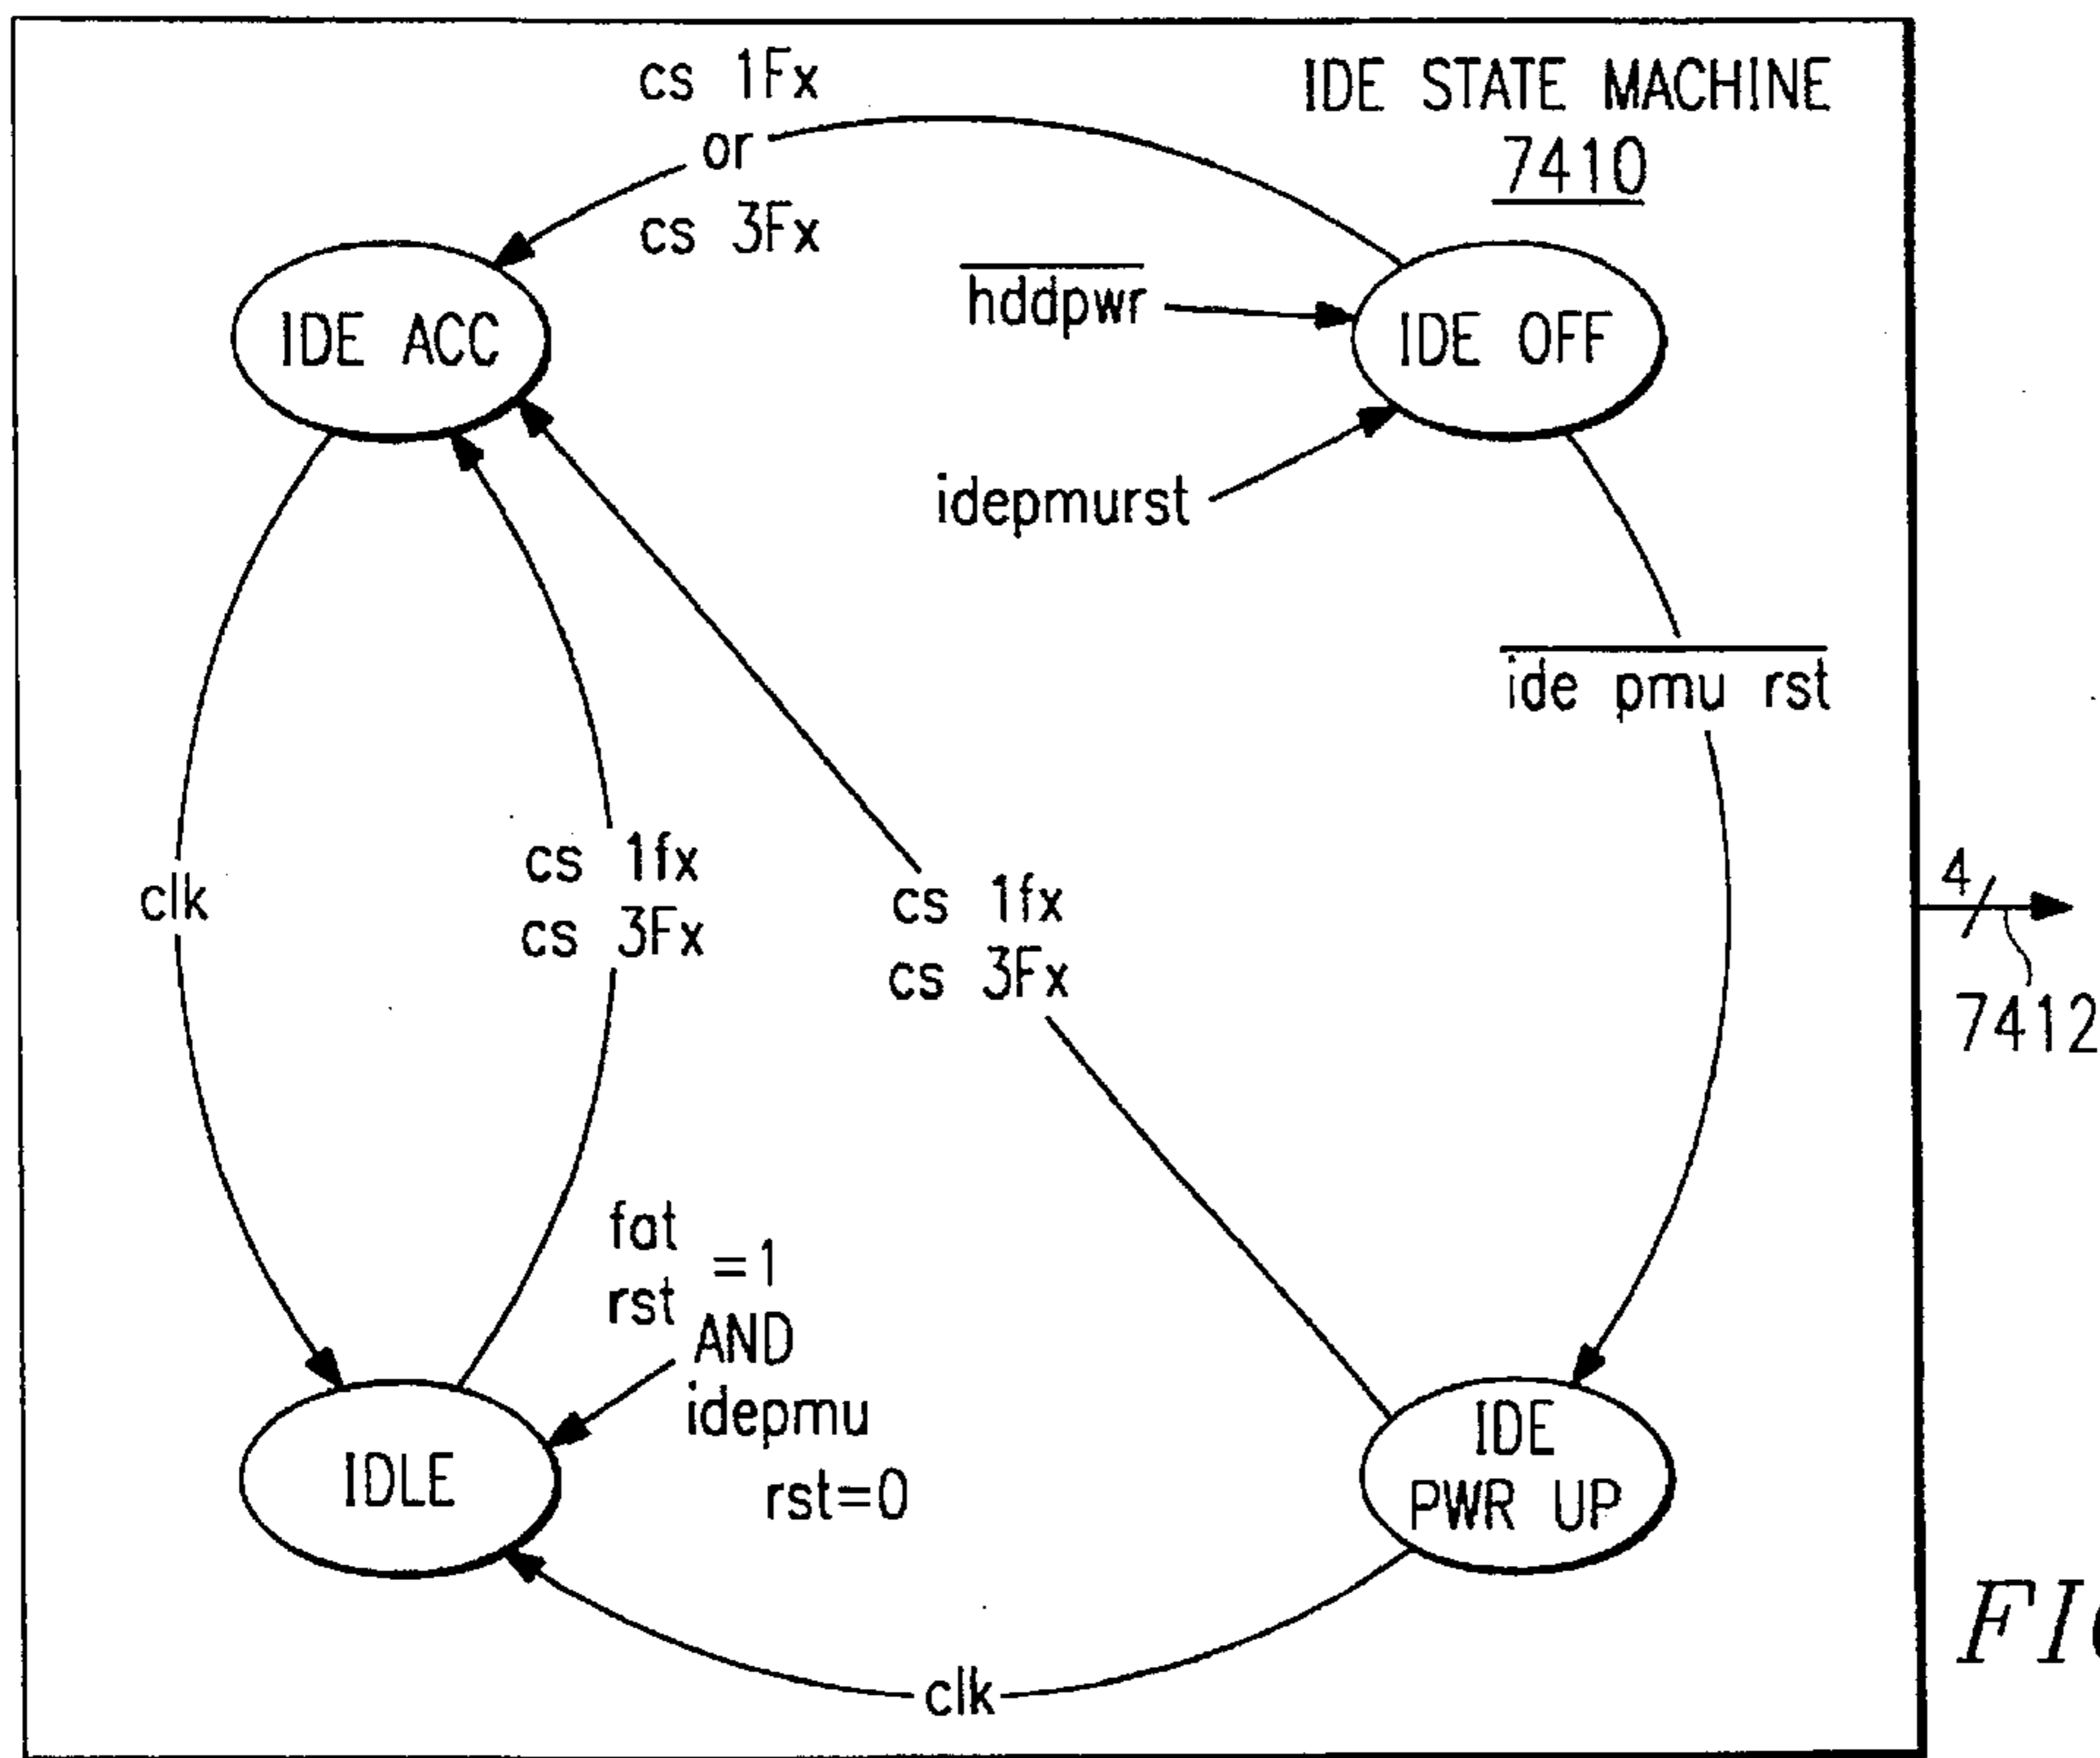 cs 1Fx
or
cs 3Fx
IDE STATE MACHINE
7410
IDE ACC
hddpwr
IDE OFF
idepmurst
ide pmu rst
clk
cs 1fx
cs 3Fx
cs 1fx
cs 3Fx
4
7412
fat
rst =1
AND
idepmu
rst=0
IDLE
IDE
PWR UP
clk